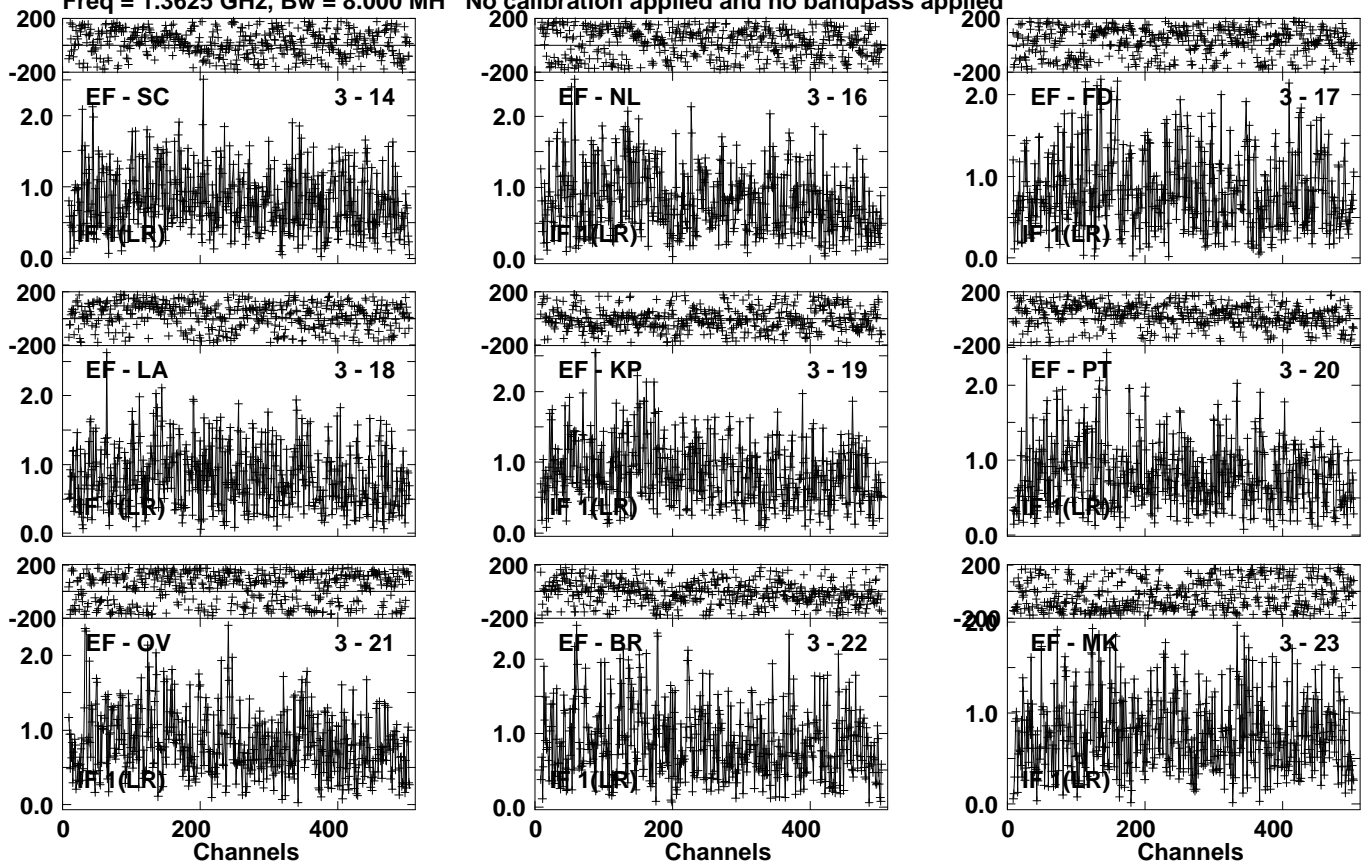 Freq = 1.3625 GHz, Bw = 8.000 MH No calibration applied and no bandpass applied
200 200 200
-200 -200 -200
EF - SC 3 - 14 EF - NL 3 - 16 EF - FD 3 - 17
2.0 2.0 2.0
1.0 1.0 1.0
IF 1(LR) IF 1(LR) IF 1(LR)
0.0 0.0 0.0
200 200 200
-200 -200 -200
EF - LA 3 - 18 EF - KP 3 - 19 EF - PT 3 - 20
2.0 2.0 2.0
1.0 1.0 1.0
IF 1(LR) IF 1(LR) IF 1(LR)
0.0 0.0 0.0
200 200 200
-200 -200 -200
EF - OV 3 - 21 EF - BR 3 - 22 EF - MK 3 - 23
2.0 2.0 2.0
1.0 1.0 1.0
IF 1(LR) IF 1(LR) IF 1(LR)
0.0 0.0 0.0
0 200 400 0 200 400 0 200 400
Channels Channels Channels